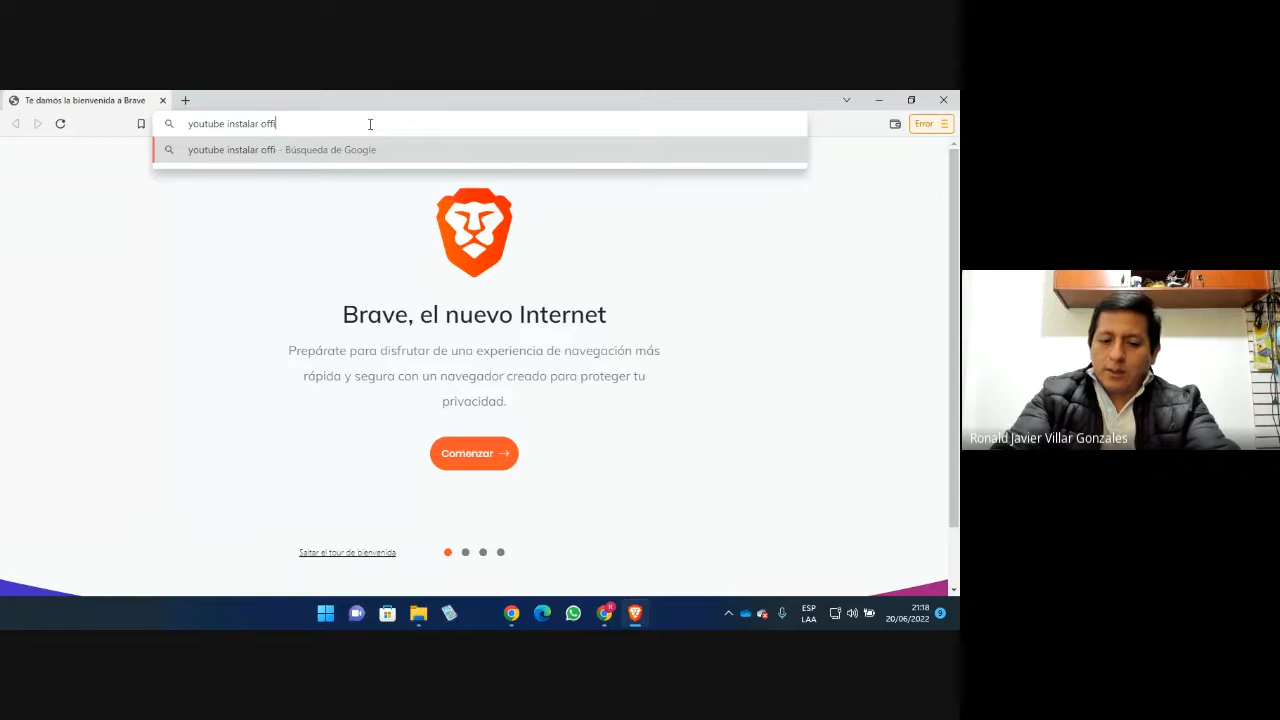 Te damos la bienvenida a Brave
youtube instalar offi
Error
youtube instalar offi - Búsqueda de Google
Brave, el nuevo Internet
Prepárate para disfrutar de una experiencia de navegación más
rápida y segura con un navegador creado para proteger tu
privacidad.
Comenzar
Saltar el tour de bienvenida
ESP
LAA
21:18
20/06/2022
9
R
Ronald Javier Villar Gonzales